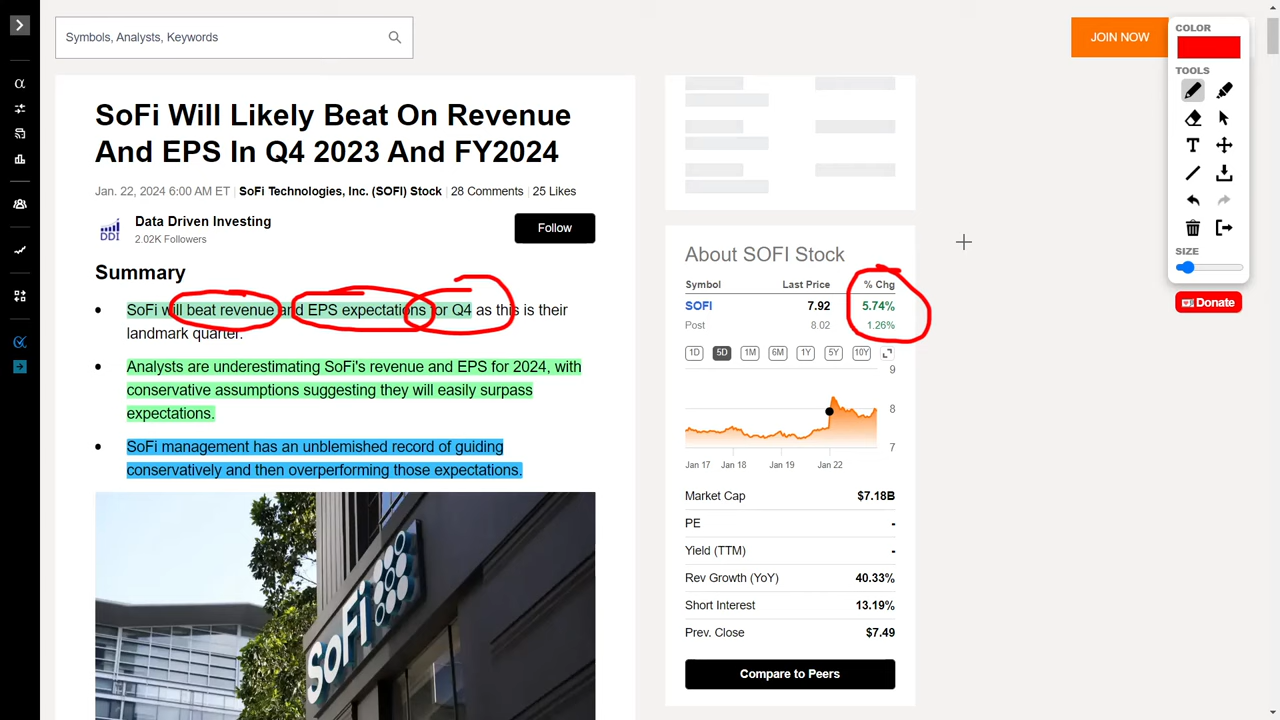 Symbols, Analysts, Keywords
JOIN NOW
COLOR
TOOLS
T
SIZE
Donate
α
SoFi Will Likely Beat On Revenue
And EPS In Q4 2023 And FY2024
Jan. 22, 2024 6:00 AM ET | SoFi Technologies, Inc. (SOFI) Stock | 28 Comments | 25 Likes
DDI
Data Driven Investing
2.02K Followers
Follow
Summary
SoFi will beat revenue and EPS expectations for Q4 as this is their
landmark quarter.
Analysts are underestimating SoFi's revenue and EPS for 2024, with
conservative assumptions suggesting they will easily surpass
expectations.
SoFi management has an unblemished record of guiding
conservatively and then overperforming those expectations.
SoFi
About SOFI Stock
Symbol Last Price % Chg
SOFI 7.92 5.74%
Post 8.02 1.26%
1D 5D 1M 6M 1Y 5Y 10Y
9
8
7
Jan 17 Jan 18 Jan 19 Jan 22
Market Cap $7.18B
PE -
Yield (TTM) -
Rev Growth (YoY) 40.33%
Short Interest 13.19%
Prev. Close $7.49
Compare to Peers